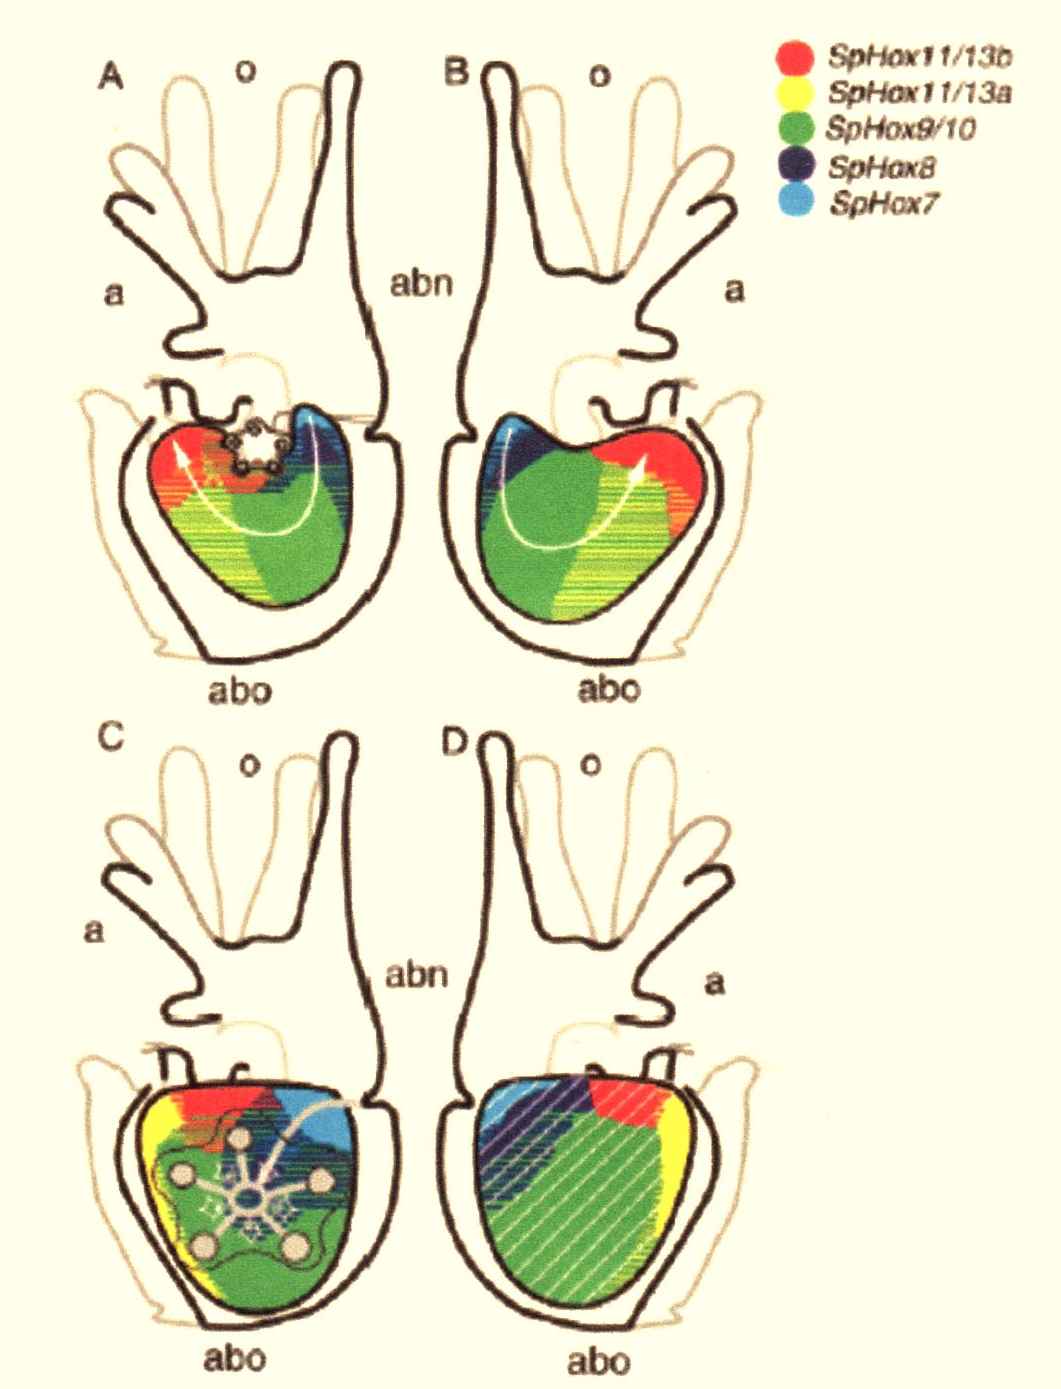 A o B o
SpHox11/13b
SpHox11/13a
SpHox9/10
SpHox8
SpHox7
a abn a
abo abo
C o D o
a abn a
abo abo